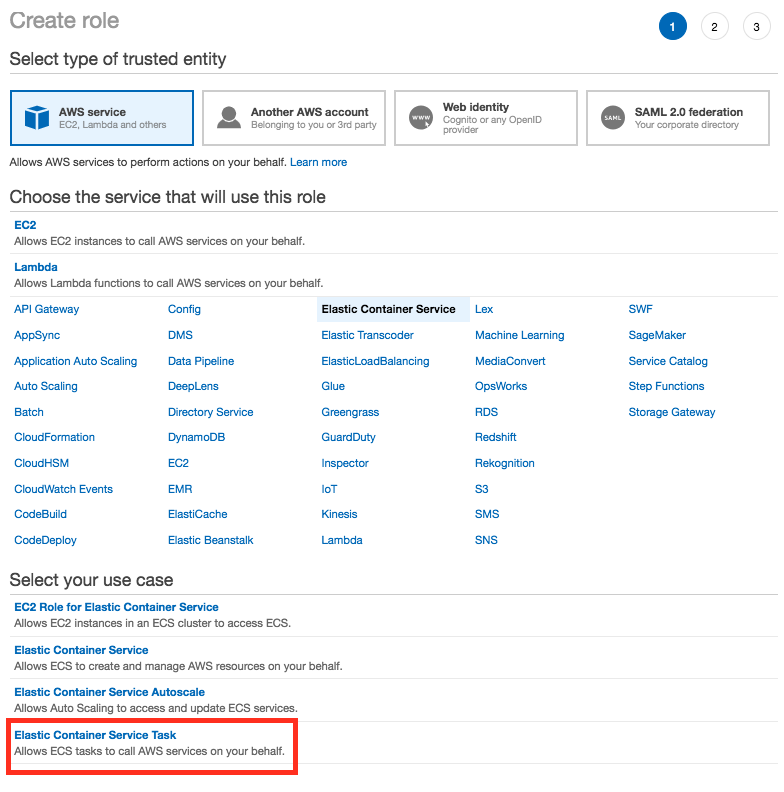 Create role
1 2 3
Select type of trusted entity
AWS service
EC2, Lambda and others
Another AWS account
Belonging to you or 3rd party
www
Web identity
Cognito or any OpenID
provider
SAML
SAML 2.0 federation
Your corporate directory
Allows AWS services to perform actions on your behalf. Learn more
Choose the service that will use this role
EC2
Allows EC2 instances to call AWS services on your behalf.
Lambda
Allows Lambda functions to call AWS services on your behalf.
API Gateway Config Elastic Container Service Lex SWF
AppSync DMS Elastic Transcoder Machine Learning SageMaker
Application Auto Scaling Data Pipeline ElasticLoadBalancing MediaConvert Service Catalog
Auto Scaling DeepLens Glue OpsWorks Step Functions
Batch Directory Service Greengrass RDS Storage Gateway
CloudFormation DynamoDB GuardDuty Redshift
CloudHSM EC2 Inspector Rekognition
CloudWatch Events EMR IoT S3
CodeBuild ElastiCache Kinesis SMS
CodeDeploy Elastic Beanstalk Lambda SNS
Select your use case
EC2 Role for Elastic Container Service
Allows EC2 instances in an ECS cluster to access ECS.
Elastic Container Service
Allows ECS to create and manage AWS resources on your behalf.
Elastic Container Service Autoscale
Allows Auto Scaling to access and update ECS services.
Elastic Container Service Task
Allows ECS tasks to call AWS services on your behalf.